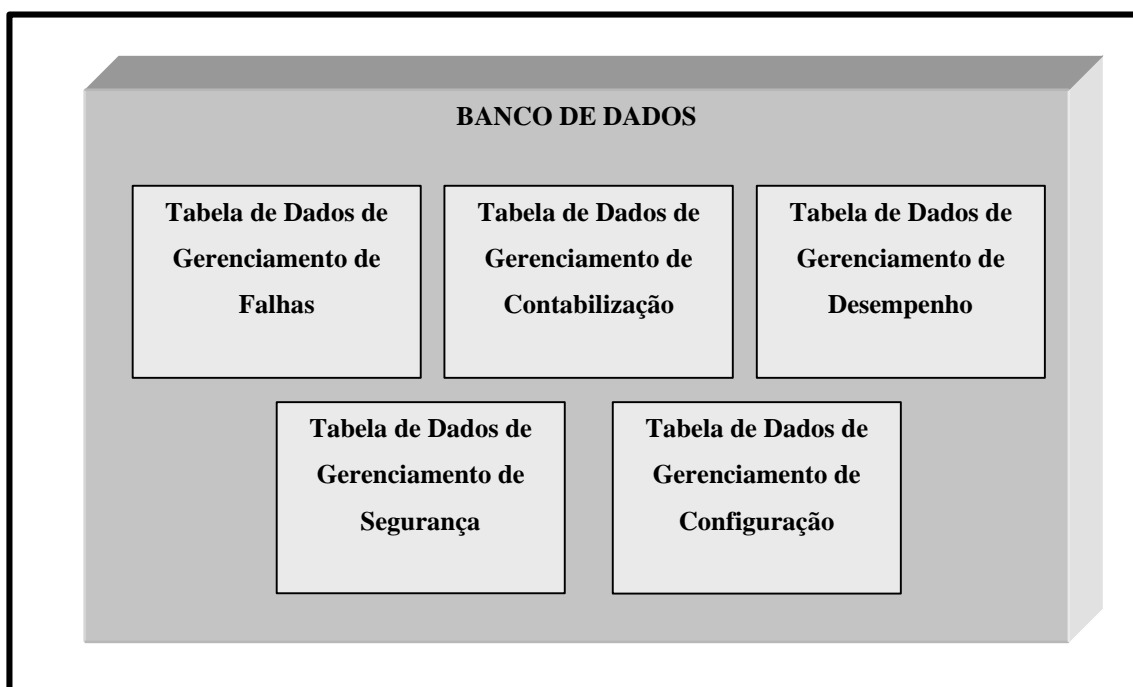 BANCO DE DADOS
Tabela de Dados de
Gerenciamento de
Falhas
Tabela de Dados de
Gerenciamento de
Contabilização
Tabela de Dados de
Gerenciamento de
Desempenho
Tabela de Dados de
Gerenciamento de
Segurança
Tabela de Dados de
Gerenciamento de
Configuração